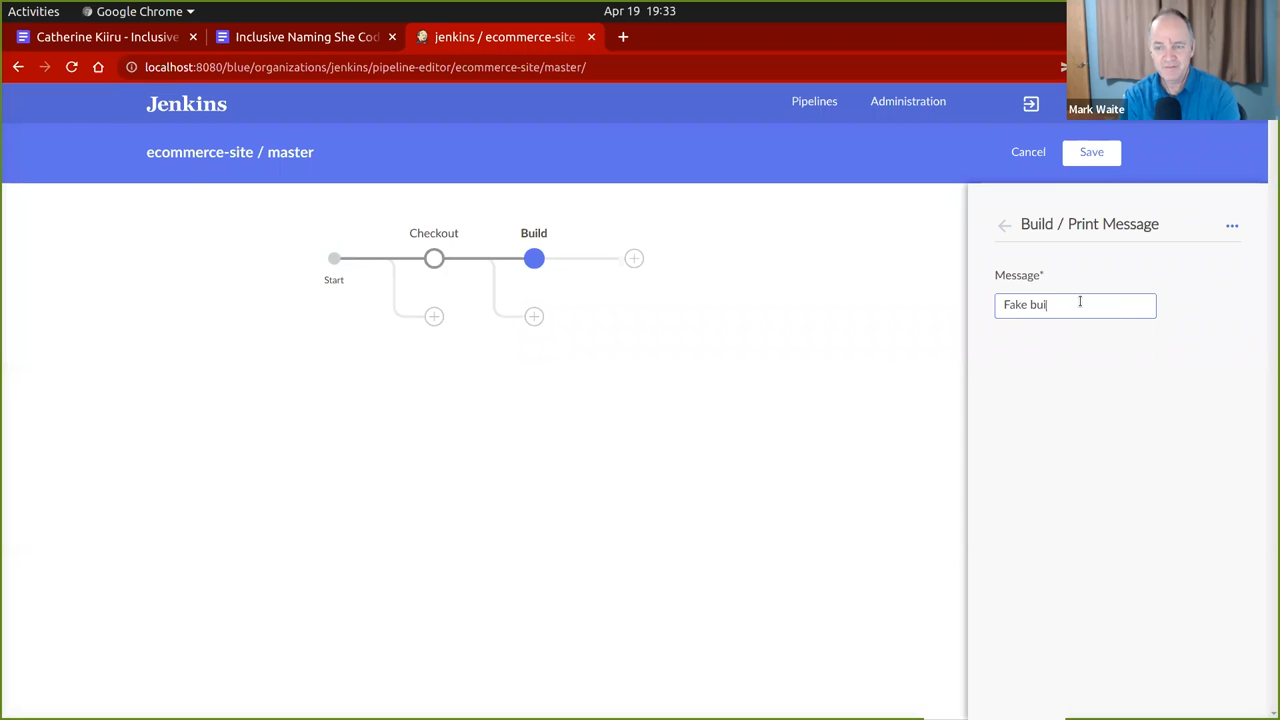 Activities
Google Chrome
Apr 19 19:33
Catherine Kiiru - Inclusive
Inclusive Naming She Cod
jenkins / ecommerce-site
localhost:8080/blue/organizations/jenkins/pipeline-editor/ecommerce-site/master/
Mark Waite
Jenkins
Pipelines
Administration
ecommerce-site / master
Cancel
Save
Checkout
Build
Start
Build / Print Message
Message*
Fake bui